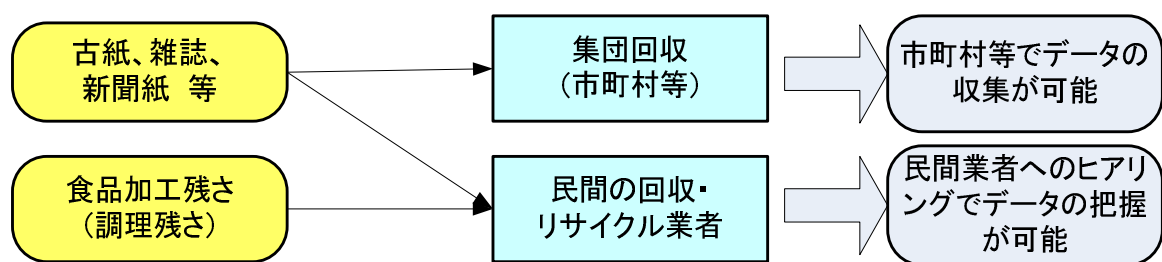 古紙、雑誌、
新聞紙 等
集団回収
(市町村等)
市町村等でデータの
収集が可能
食品加工残さ
(調理残さ)
民間の回収・
リサイクル業者
民間業者へのヒアリ
ングでデータの把握
が可能